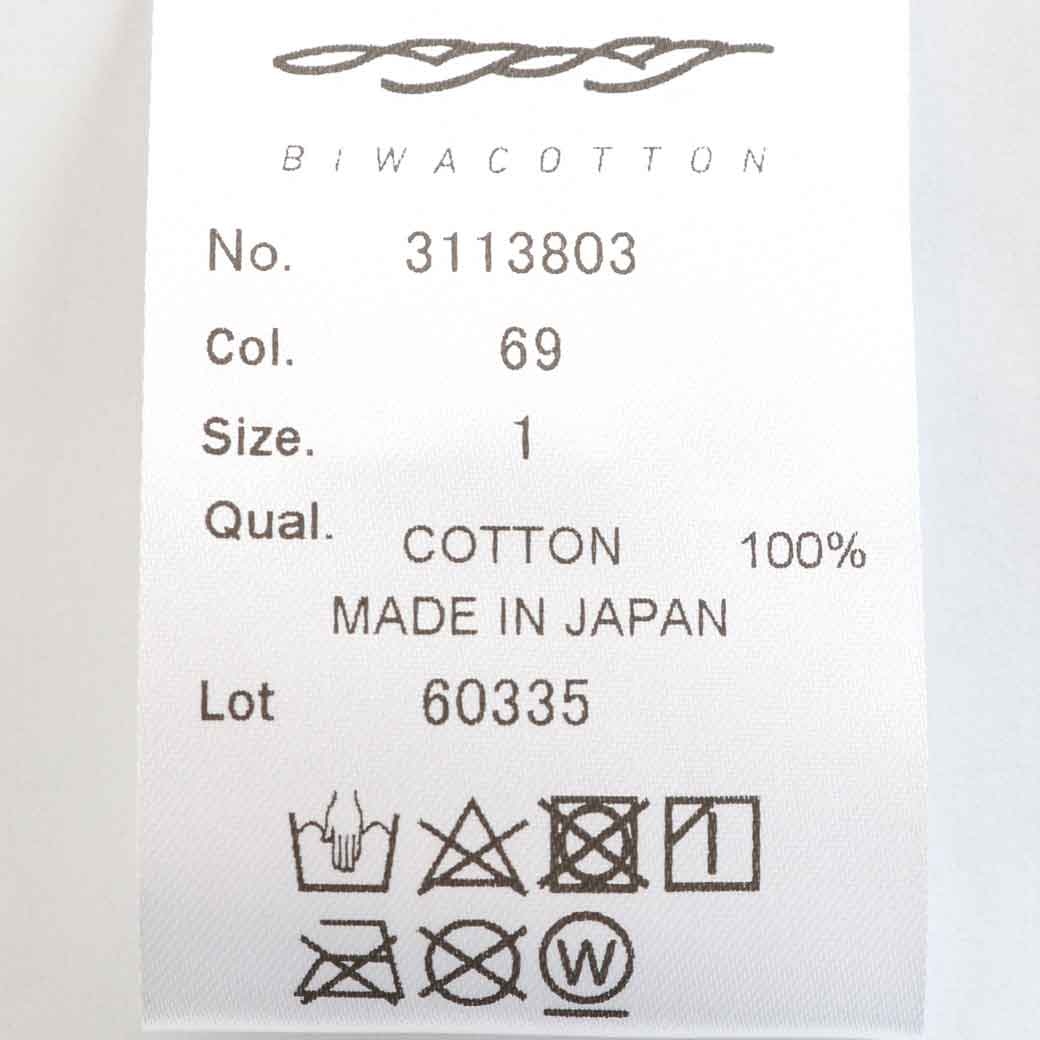 BIWACOTTON
No. 3113803
Col. 69
Size. 1
Qual. COTTON 100%
MADE IN JAPAN
Lot 60335
W